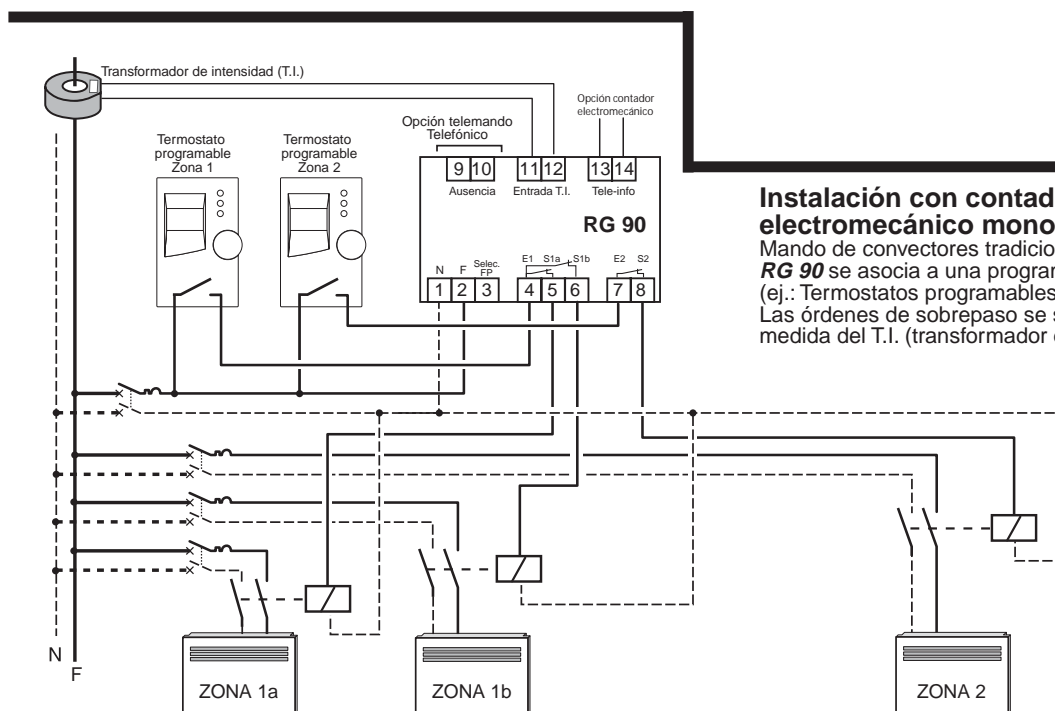 Transformador de intensidad (T.I.)
Opción contador
electromecánico
Opción telemando
Telefónico
Termostato
programable
Zona 1
Termostato
programable
Zona 2
9 10 11 12 13 14
Ausencia Entrada T.I. Tele-info
RG 90
N F Selec.
FP
E1 S1a S1b E2 S2
1 2 3 4 5 6 7 8
Instalación con contad
electromecánico mono
Mando de convectores tradicio
RG 90 se asocia a una program
(ej.: Termostatos programables
Las órdenes de sobrepaso se s
medida del T.I. (transformador
N
F
ZONA 1a
ZONA 1b
ZONA 2